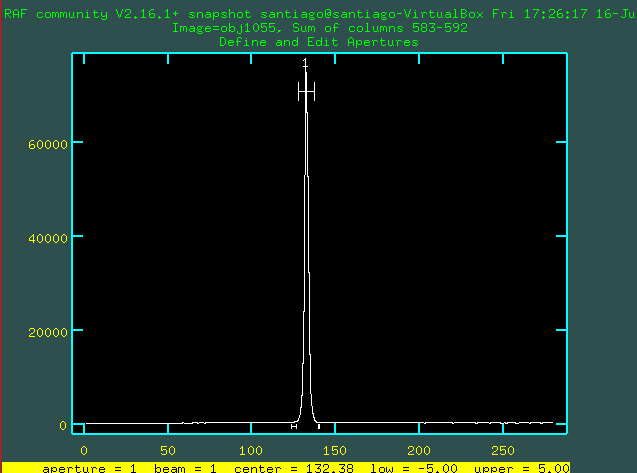 RAF community V2.16.1+ snapshot santiago@santiago-VirtualBox Fri 17:26:17 16-Ju
Image=obj1055, Sum of columns 583-592
Define and Edit Apertures
1
60000
40000
20000
0
0 50 100 150 200 250
aperture = 1 beam = 1 center = 132.38 low = -5.00 upper = 5.00